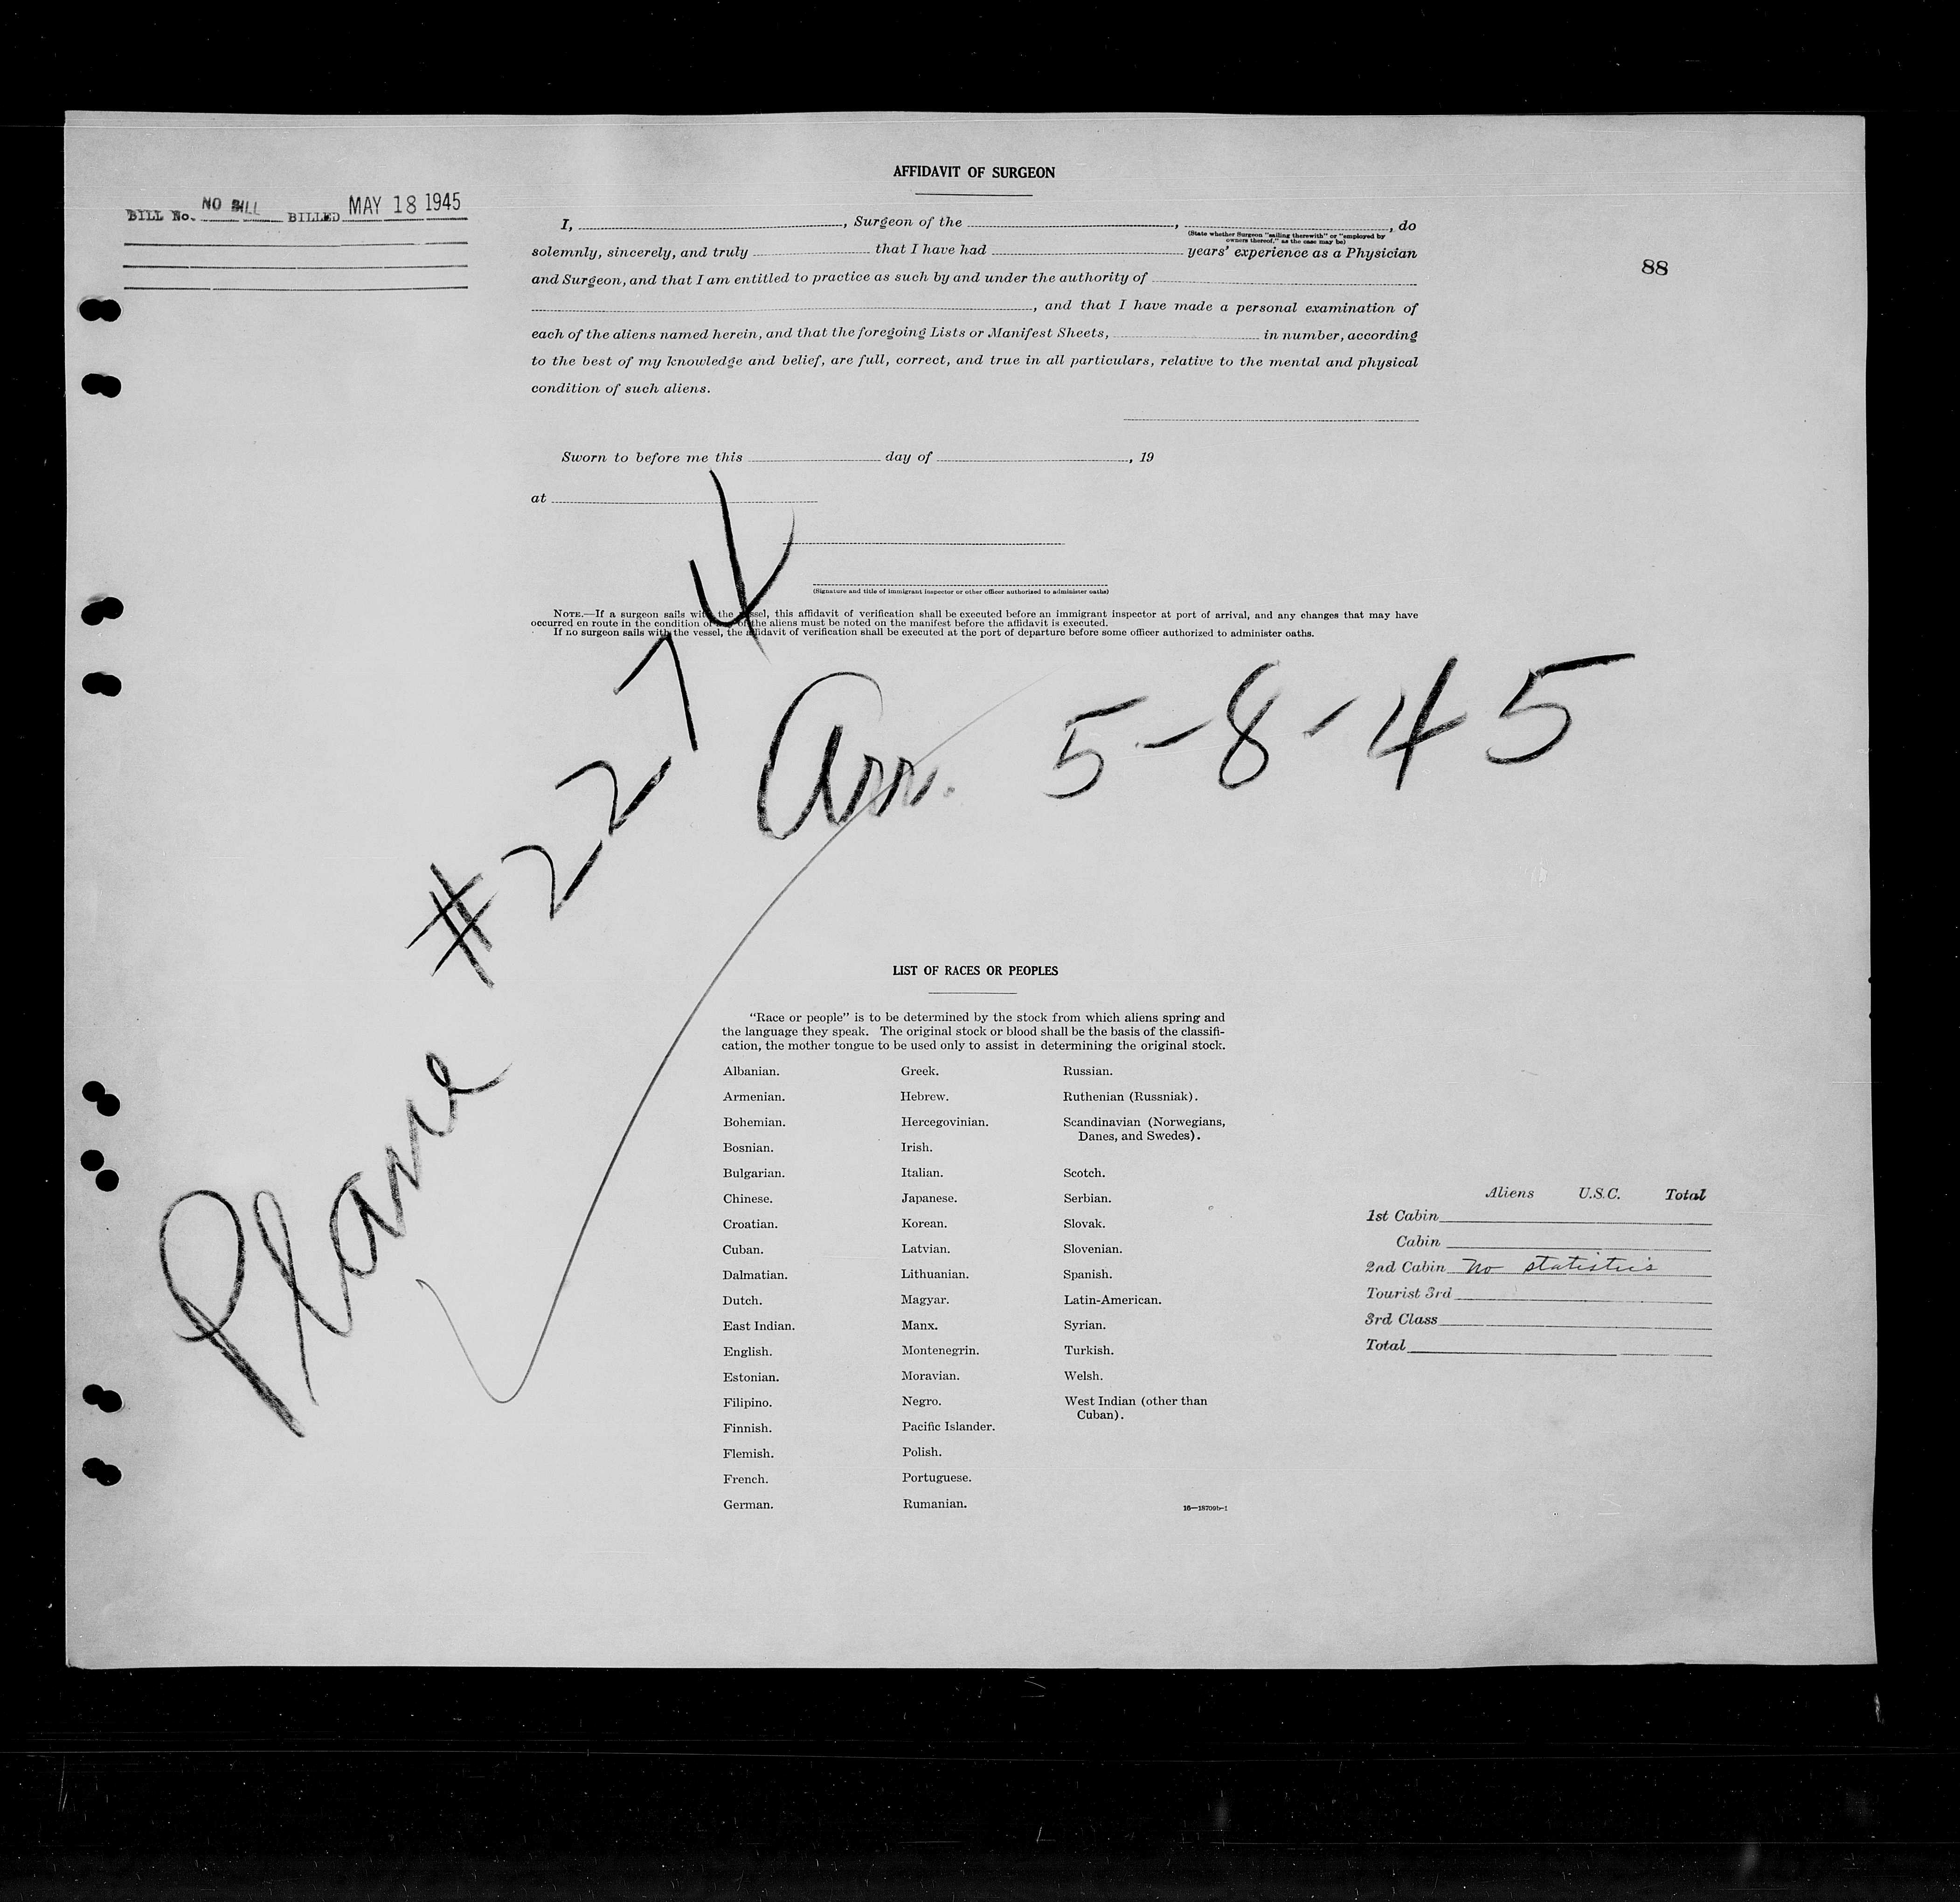 AFFIDAVIT OF SURGEON
BILL No. NO BILL BILLED MAY 18 1945
I, , Surgeon of the , , do
(State whether Surgeon "sailing therewith" or "employed by
owners thereof," as the case may be)
solemnly, sincerely, and truly that I have had years' experience as a Physician
and Surgeon, and that I am entitled to practice as such by and under the authority of
, and that I have made a personal examination of
each of the aliens named herein, and that the foregoing Lists or Manifest Sheets, in number, according
to the best of my knowledge and belief, are full, correct, and true in all particulars, relative to the mental and physical
condition of such aliens.
88
Sworn to before me this day of , 19
at
(Signature and title of immigrant inspector or other officer authorized to administer oaths)
NOTE.—If a surgeon sails with the vessel, this affidavit of verification shall be executed before an immigrant inspector at port of arrival, and any changes that may have
occurred en route in the condition of any of the aliens must be noted on the manifest before the affidavit is executed.
If no surgeon sails with the vessel, the affidavit of verification shall be executed at the port of departure before some officer authorized to administer oaths.
Plane #2274
Arr. 5-8-45
LIST OF RACES OR PEOPLES
"Race or people" is to be determined by the stock from which aliens spring and
the language they speak. The original stock or blood shall be the basis of the classifi-
cation, the mother tongue to be used only to assist in determining the original stock.
Albanian.
Armenian.
Bohemian.
Bosnian.
Bulgarian.
Chinese.
Croatian.
Cuban.
Dalmatian.
Dutch.
East Indian.
English.
Estonian.
Filipino.
Finnish.
Flemish.
French.
German.
Greek.
Hebrew.
Hercegovinian.
Irish.
Italian.
Japanese.
Korean.
Latvian.
Lithuanian.
Magyar.
Manx.
Montenegrin.
Moravian.
Negro.
Pacific Islander.
Polish.
Portuguese.
Rumanian.
Russian.
Ruthenian (Russniak).
Scandinavian (Norwegians,
Danes, and Swedes).
Scotch.
Serbian.
Slovak.
Slovenian.
Spanish.
Latin-American.
Syrian.
Turkish.
Welsh.
West Indian (other than
Cuban).
16—18709b-1
Aliens U.S.C. Total
1st Cabin
Cabin
2nd Cabin No statistics
Tourist 3rd
3rd Class
Total